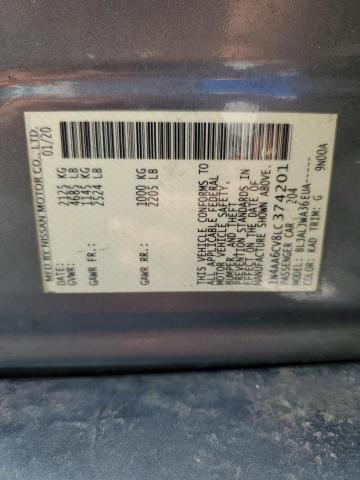 MFD BY NISSAN MOTOR CO., LTD.
01/20
DATE:
GVWR: 2125 KG
4685 LB
GAWR FR.: 1145 KG
2524 LB
GAWR RR.: 1000 KG
2205 LB
THIS VEHICLE CONFORMS TO
ALL APPLICABLE FEDERAL
MOTOR VEHICLE SAFETY,
BUMPER, AND THEFT
PREVENTION STANDARDS IN
EFFECT ON THE DATE OF
MANUFACTURE SHOWN ABOVE.
1N4AA6CV8LC374201
PASSENGER CAR 204
MODEL: BLJALJWA36EUA-
9N00A
COLOR: KAD TRIM: G